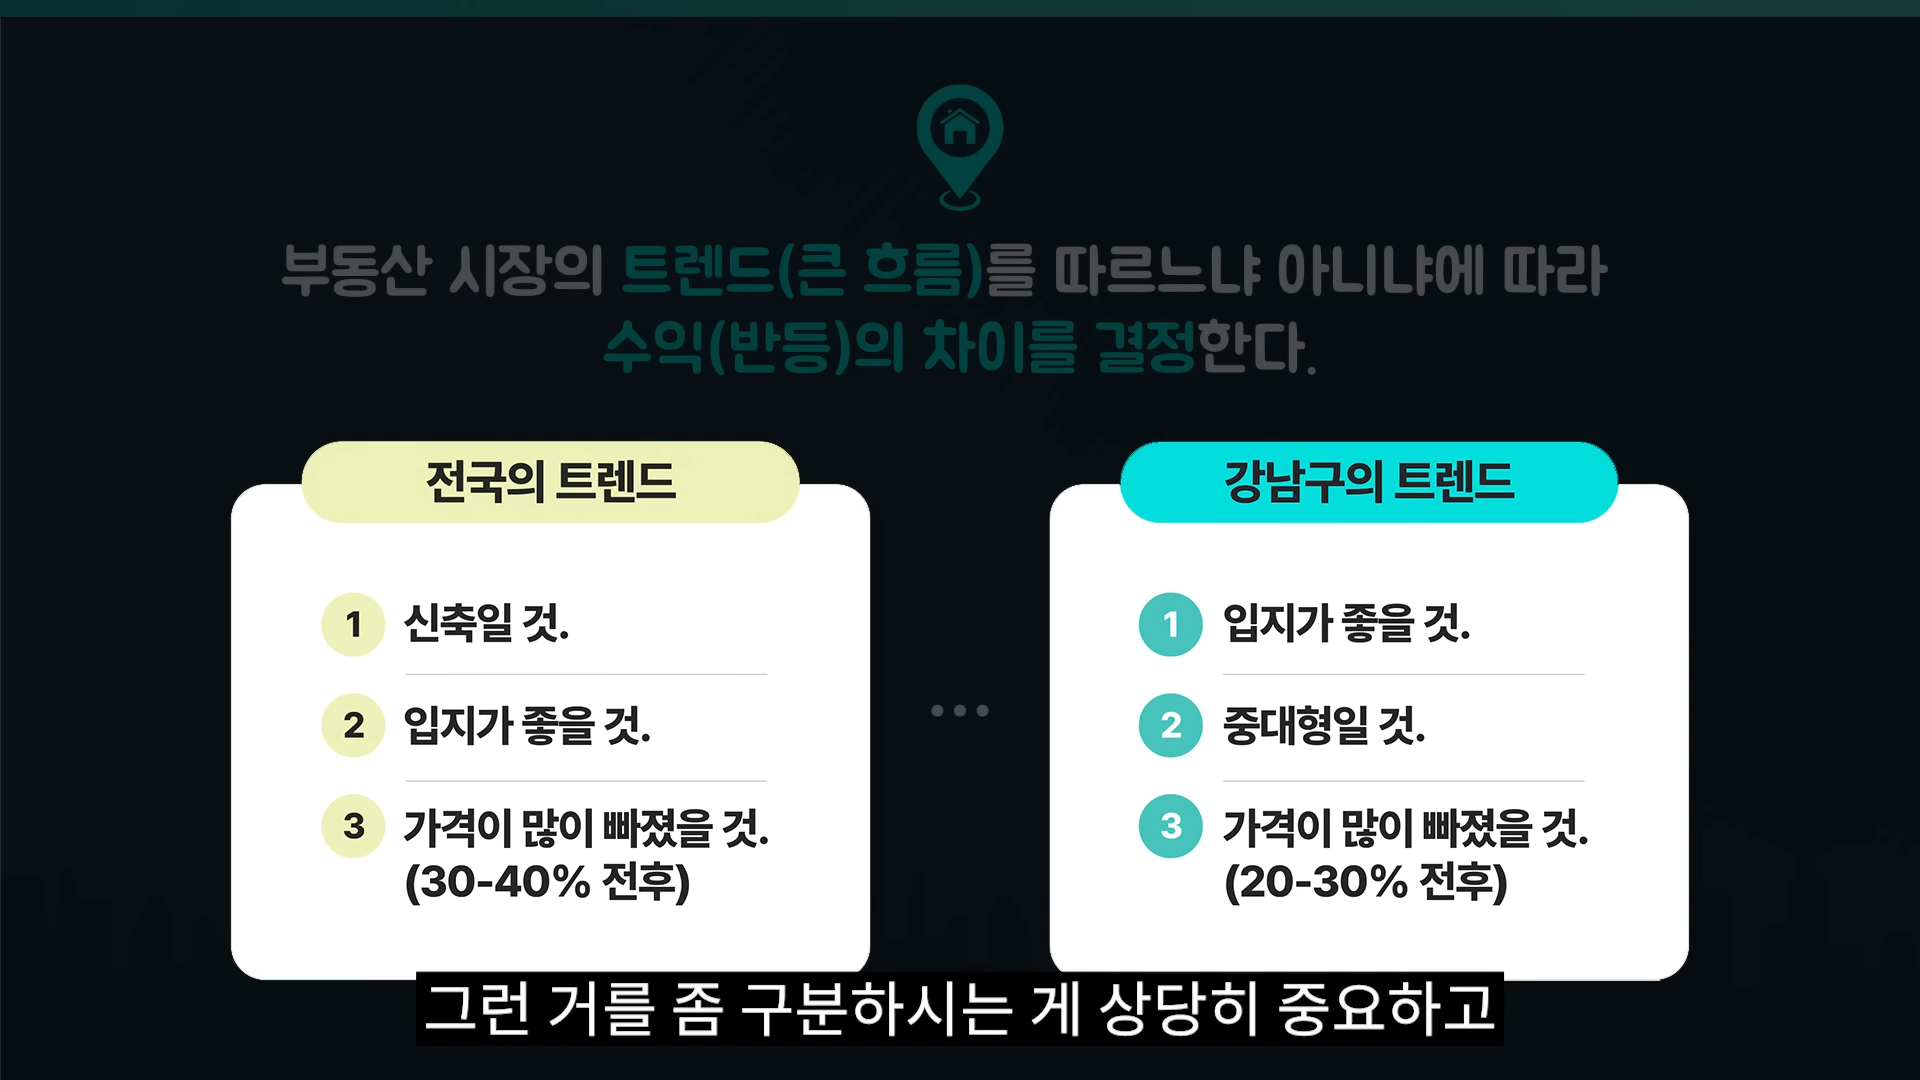 부동산 시장의 트렌드(큰 흐름)를 따르느냐 아니냐에 따라
수익(반등)의 차이를 결정한다.
전국의 트렌드
1 신축일 것.
2 입지가 좋을 것.
3 가격이 많이 빠졌을 것.
(30-40% 전후)
강남구의 트렌드
1 입지가 좋을 것.
2 중대형일 것.
3 가격이 많이 빠졌을 것.
(20-30% 전후)
그런 거를 좀 구분하시는 게 상당히 중요하고